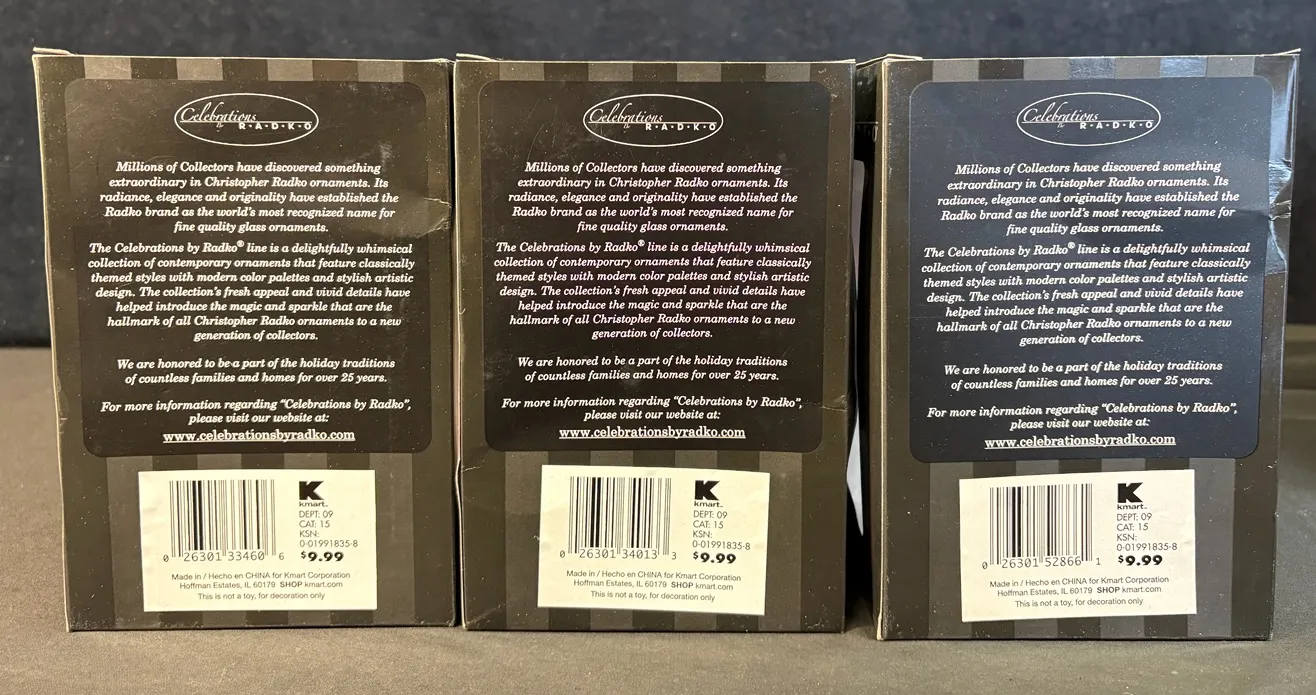 Celebrations
by R·A·D·K·O
Millions of Collectors have discovered something
extraordinary in Christopher Radko ornaments. Its
radiance, elegance and originality have established the
Radko brand as the world's most recognized name for
fine quality glass ornaments.
The Celebrations by Radko® line is a delightfully whimsical
collection of contemporary ornaments that feature classically
themed styles with modern color palettes and stylish artistic
design. The collection's fresh appeal and vivid details have
helped introduce the magic and sparkle that are the
hallmark of all Christopher Radko ornaments to a new
generation of collectors.
We are honored to be a part of the holiday traditions
of countless families and homes for over 25 years.
For more information regarding "Celebrations by Radko",
please visit our website at:
www.celebrationsbyradko.com
K
kmart
DEPT: 09
CAT: 15
KSN:
0-01991835-8
$9.99
0 26301 33460 6
Made in / Hecho en CHINA for Kmart Corporation
Hoffman Estates, IL 60179 SHOP kmart.com
This is not a toy, for decoration only
Celebrations
by R·A·D·K·O
Millions of Collectors have discovered something
extraordinary in Christopher Radko ornaments. Its
radiance, elegance and originality have established the
Radko brand as the world's most recognized name for
fine quality glass ornaments.
The Celebrations by Radko® line is a delightfully whimsical
collection of contemporary ornaments that feature classically
themed styles with modern color palettes and stylish artistic
design. The collection's fresh appeal and vivid details have
helped introduce the magic and sparkle that are the
hallmark of all Christopher Radko ornaments to a new
generation of collectors.
We are honored to be a part of the holiday traditions
of countless families and homes for over 25 years.
For more information regarding "Celebrations by Radko",
please visit our website at:
www.celebrationsbyradko.com
K
kmart
DEPT: 09
CAT: 15
KSN:
0-01991835-8
$9.99
0 26301 34013 3
Made in / Hecho en CHINA for Kmart Corporation
Hoffman Estates, IL 60179 SHOP kmart.com
This is not a toy, for decoration only
Celebrations
by R·A·D·K·O
Millions of Collectors have discovered something
extraordinary in Christopher Radko ornaments. Its
radiance, elegance and originality have established the
Radko brand as the world's most recognized name for
fine quality glass ornaments.
The Celebrations by Radko® line is a delightfully whimsical
collection of contemporary ornaments that feature classically
themed styles with modern color palettes and stylish artistic
design. The collection's fresh appeal and vivid details have
helped introduce the magic and sparkle that are the
hallmark of all Christopher Radko ornaments to a new
generation of collectors.
We are honored to be a part of the holiday traditions
of countless families and homes for over 25 years.
For more information regarding "Celebrations by Radko",
please visit our website at:
www.celebrationsbyradko.com
K
kmart
DEPT: 09
CAT: 15
KSN:
0-01991835-8
$9.99
0 26301 52866 1
Made in / Hecho en CHINA for Kmart Corporation
Hoffman Estates, IL 60179 SHOP kmart.com
This is not a toy, for decoration only